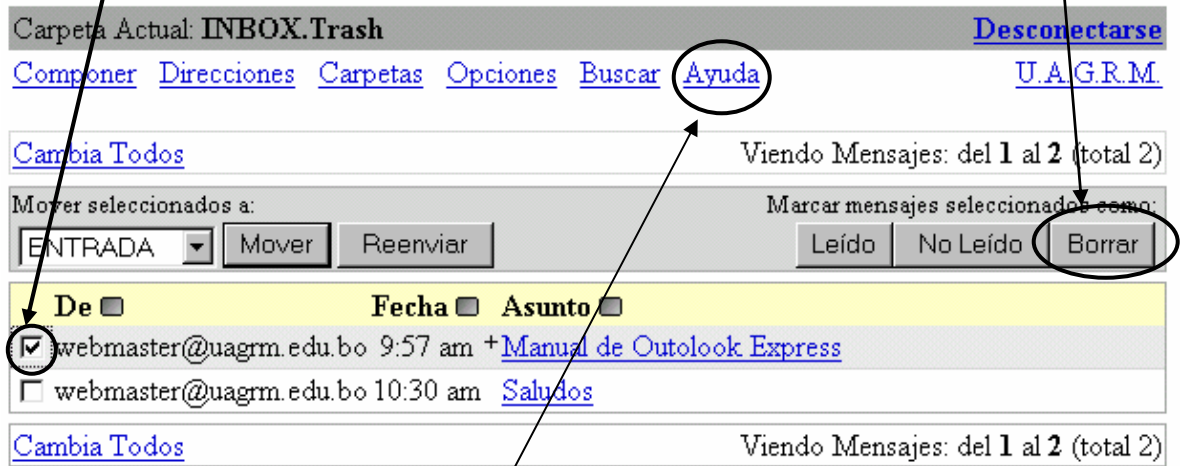 Carpeta Actual: INBOX.Trash Desconectarse
Componer Direcciones Carpetas Opciones Buscar Ayuda U.A.G.R.M.
Cambia Todos Viendo Mensajes: del 1 al 2 (total 2)
Mover seleccionados a: Marcar mensajes seleccionados como:
ENTRADA Mover Reenviar Leído No Leído Borrar
De Fecha Asunto
webmaster@uagrm.edu.bo 9:57 am +Manual de Outolook Express
webmaster@uagrm.edu.bo 10:30 am Saludos
Cambia Todos Viendo Mensajes: del 1 al 2 (total 2)